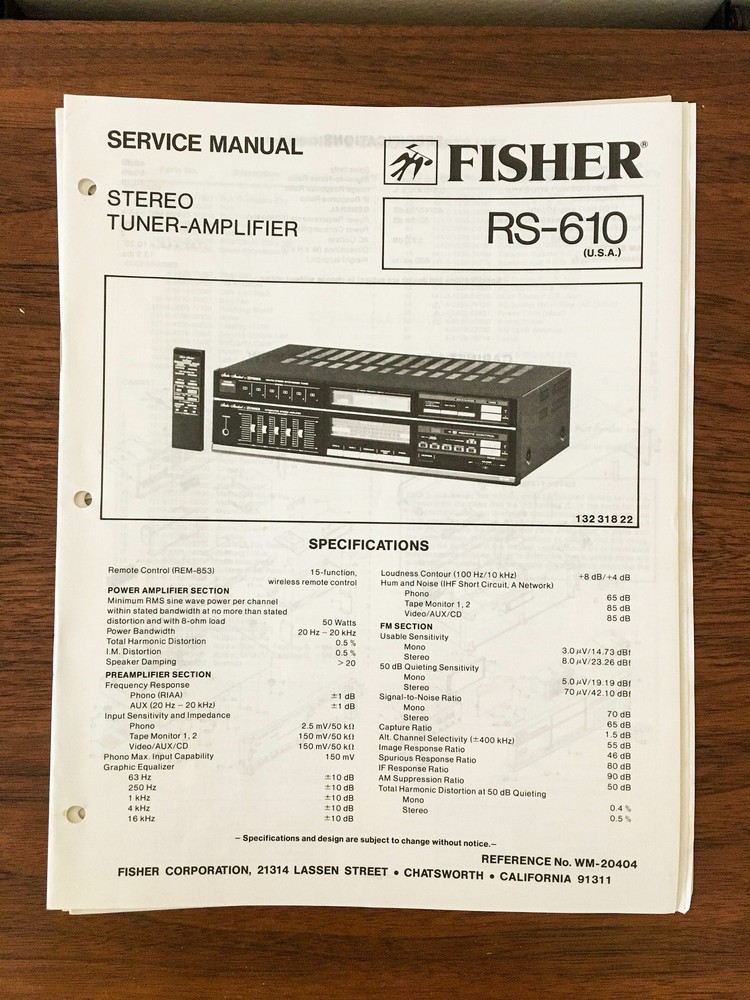 SERVICE MANUAL
FISHER®
STEREO
TUNER-AMPLIFIER
RS-610
(U.S.A.)
132 318 22
SPECIFICATIONS
Remote Control (REM-853) 15-function,
wireless remote control
POWER AMPLIFIER SECTION
Minimum RMS sine wave power per channel
within stated bandwidth at no more than stated
distortion and with 8-ohm load 50 Watts
Power Bandwidth 20 Hz – 20 kHz
Total Harmonic Distortion 0.5 %
I.M. Distortion 0.5 %
Speaker Damping > 20
PREAMPLIFIER SECTION
Frequency Response
Phono (RIAA) ±1 dB
AUX (20 Hz – 20 kHz) ±1 dB
Input Sensitivity and Impedance
Phono 2.5 mV/50 kΩ
Tape Monitor 1, 2 150 mV/50 kΩ
Video/AUX/CD 150 mV/50 kΩ
Phono Max. Input Capability 150 mV
Graphic Equalizer
63 Hz ±10 dB
250 Hz ±10 dB
1 kHz ±10 dB
4 kHz ±10 dB
16 kHz ±10 dB
Loudness Contour (100 Hz/10 kHz) +8 dB/+4 dB
Hum and Noise (IHF Short Circuit, A Network)
Phono 65 dB
Tape Monitor 1, 2 85 dB
Video/AUX/CD 85 dB
FM SECTION
Usable Sensitivity
Mono 3.0 µV/14.73 dBf
Stereo 8.0 µV/23.26 dBf
50 dB Quieting Sensitivity
Mono 5.0 µV/19.19 dBf
Stereo 70 µV/42.10 dBf
Signal-to-Noise Ratio
Mono 70 dB
Stereo 65 dB
Capture Ratio 1.5 dB
Alt. Channel Selectivity (±400 kHz) 55 dB
Image Response Ratio 46 dB
Spurious Response Ratio 80 dB
IF Response Ratio 90 dB
AM Suppression Ratio 50 dB
Total Harmonic Distortion at 50 dB Quieting
Mono 0.4 %
Stereo 0.5 %
– Specifications and design are subject to change without notice.–
REFERENCE No. WM-20404
FISHER CORPORATION, 21314 LASSEN STREET • CHATSWORTH • CALIFORNIA 91311